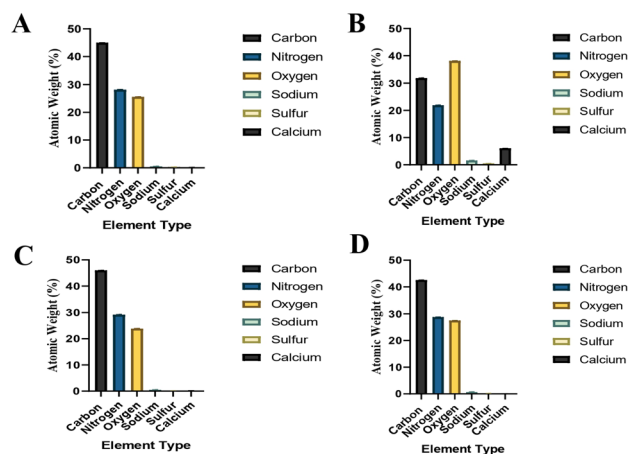 A
Atomic Weight (%)
50
40
30
20
10
0
Carbon
Nitrogen
Oxygen
Sodium
Sulfur
Calcium
Element Type
Carbon
Nitrogen
Oxygen
Sodium
Sulfur
Calcium
B
Atomic Weight (%)
50
40
30
20
10
0
Carbon
Nitrogen
Oxygen
Sodium
Sulfur
Calcium
Element Type
Carbon
Nitrogen
Oxygen
Sodium
Sulfur
Calcium
C
Atomic Weight (%)
50
40
30
20
10
0
Carbon
Nitrogen
Oxygen
Sodium
Sulfur
Calcium
Element Type
Carbon
Nitrogen
Oxygen
Sodium
Sulfur
Calcium
D
Atomic Weight (%)
50
40
30
20
10
0
Carbon
Nitrogen
Oxygen
Sodium
Sulfur
Calcium
Element Type
Carbon
Nitrogen
Oxygen
Sodium
Sulfur
Calcium